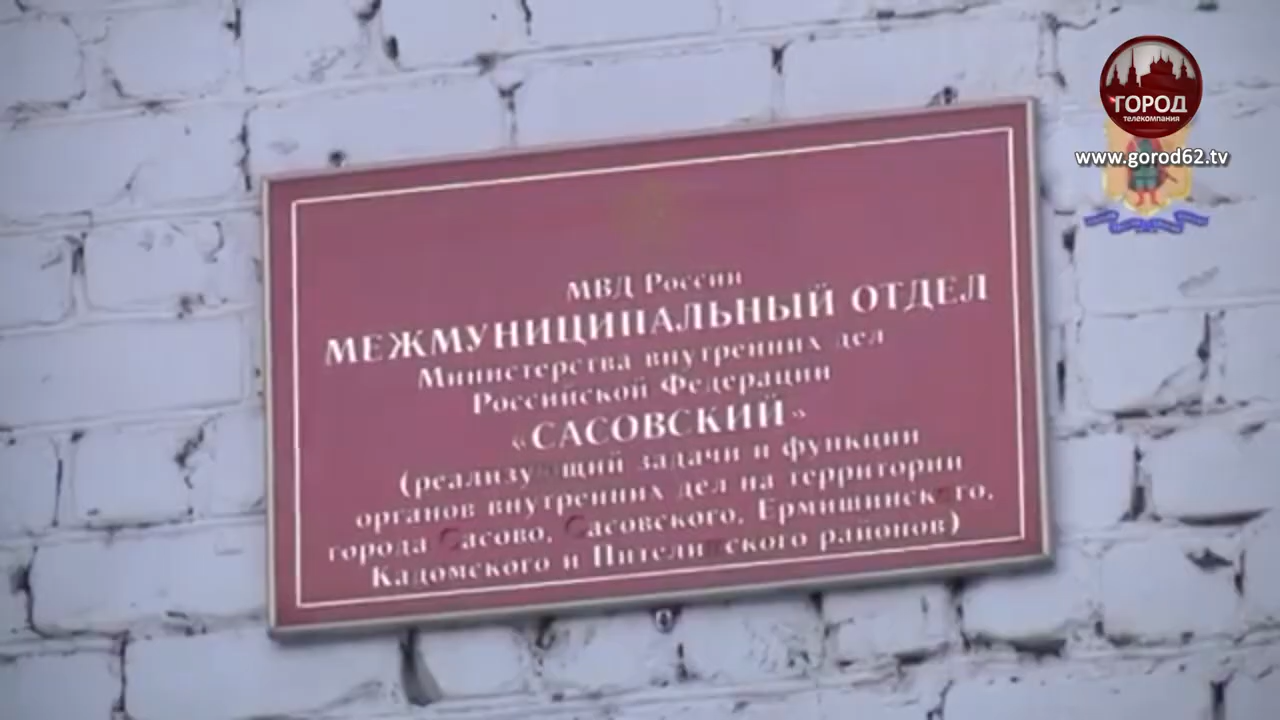 ГОРОД
телекомпания
www.gorod62.tv
МВД России
МЕЖМУНИЦИПАЛЬНЫЙ ОТДЕЛ
Министерства внутренних дел
Российской Федерации
«САСОВСКИЙ»
(реализующий задачи и функции
органов внутренних дел на территории
города Сасово, Сасовского, Ермишинского,
Кадомского и Пителинского районов)